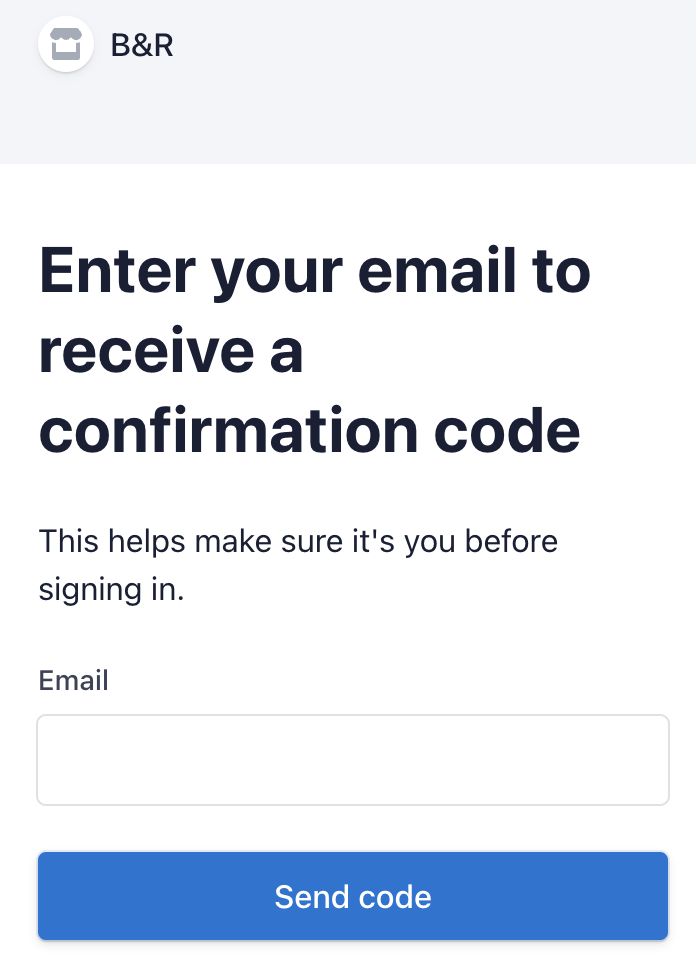 B&R
Enter your email to
receive a
confirmation code
This helps make sure it's you before
signing in.
Email
Send code